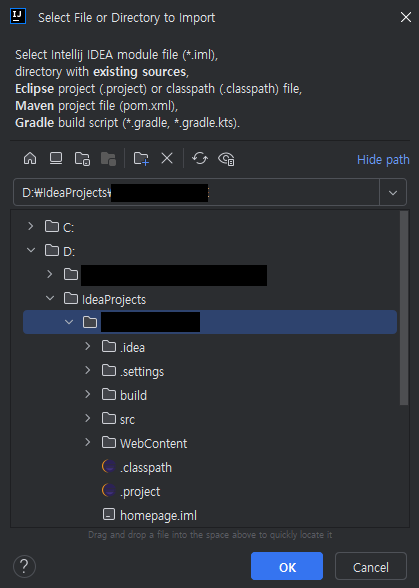 Select File or Directory to Import
Select Intellij IDEA module file (*.iml),
directory with existing sources,
Eclipse project (.project) or classpath (.classpath) file,
Maven project file (pom.xml),
Gradle build script (*.gradle, *.gradle.kts).
Hide path
D:₩IdeaProjects₩
C:
D:
IdeaProjects
.idea
.settings
build
src
WebContent
.classpath
.project
homepage.iml
Drag and drop a file into the space above to quickly locate it
?
OK
Cancel